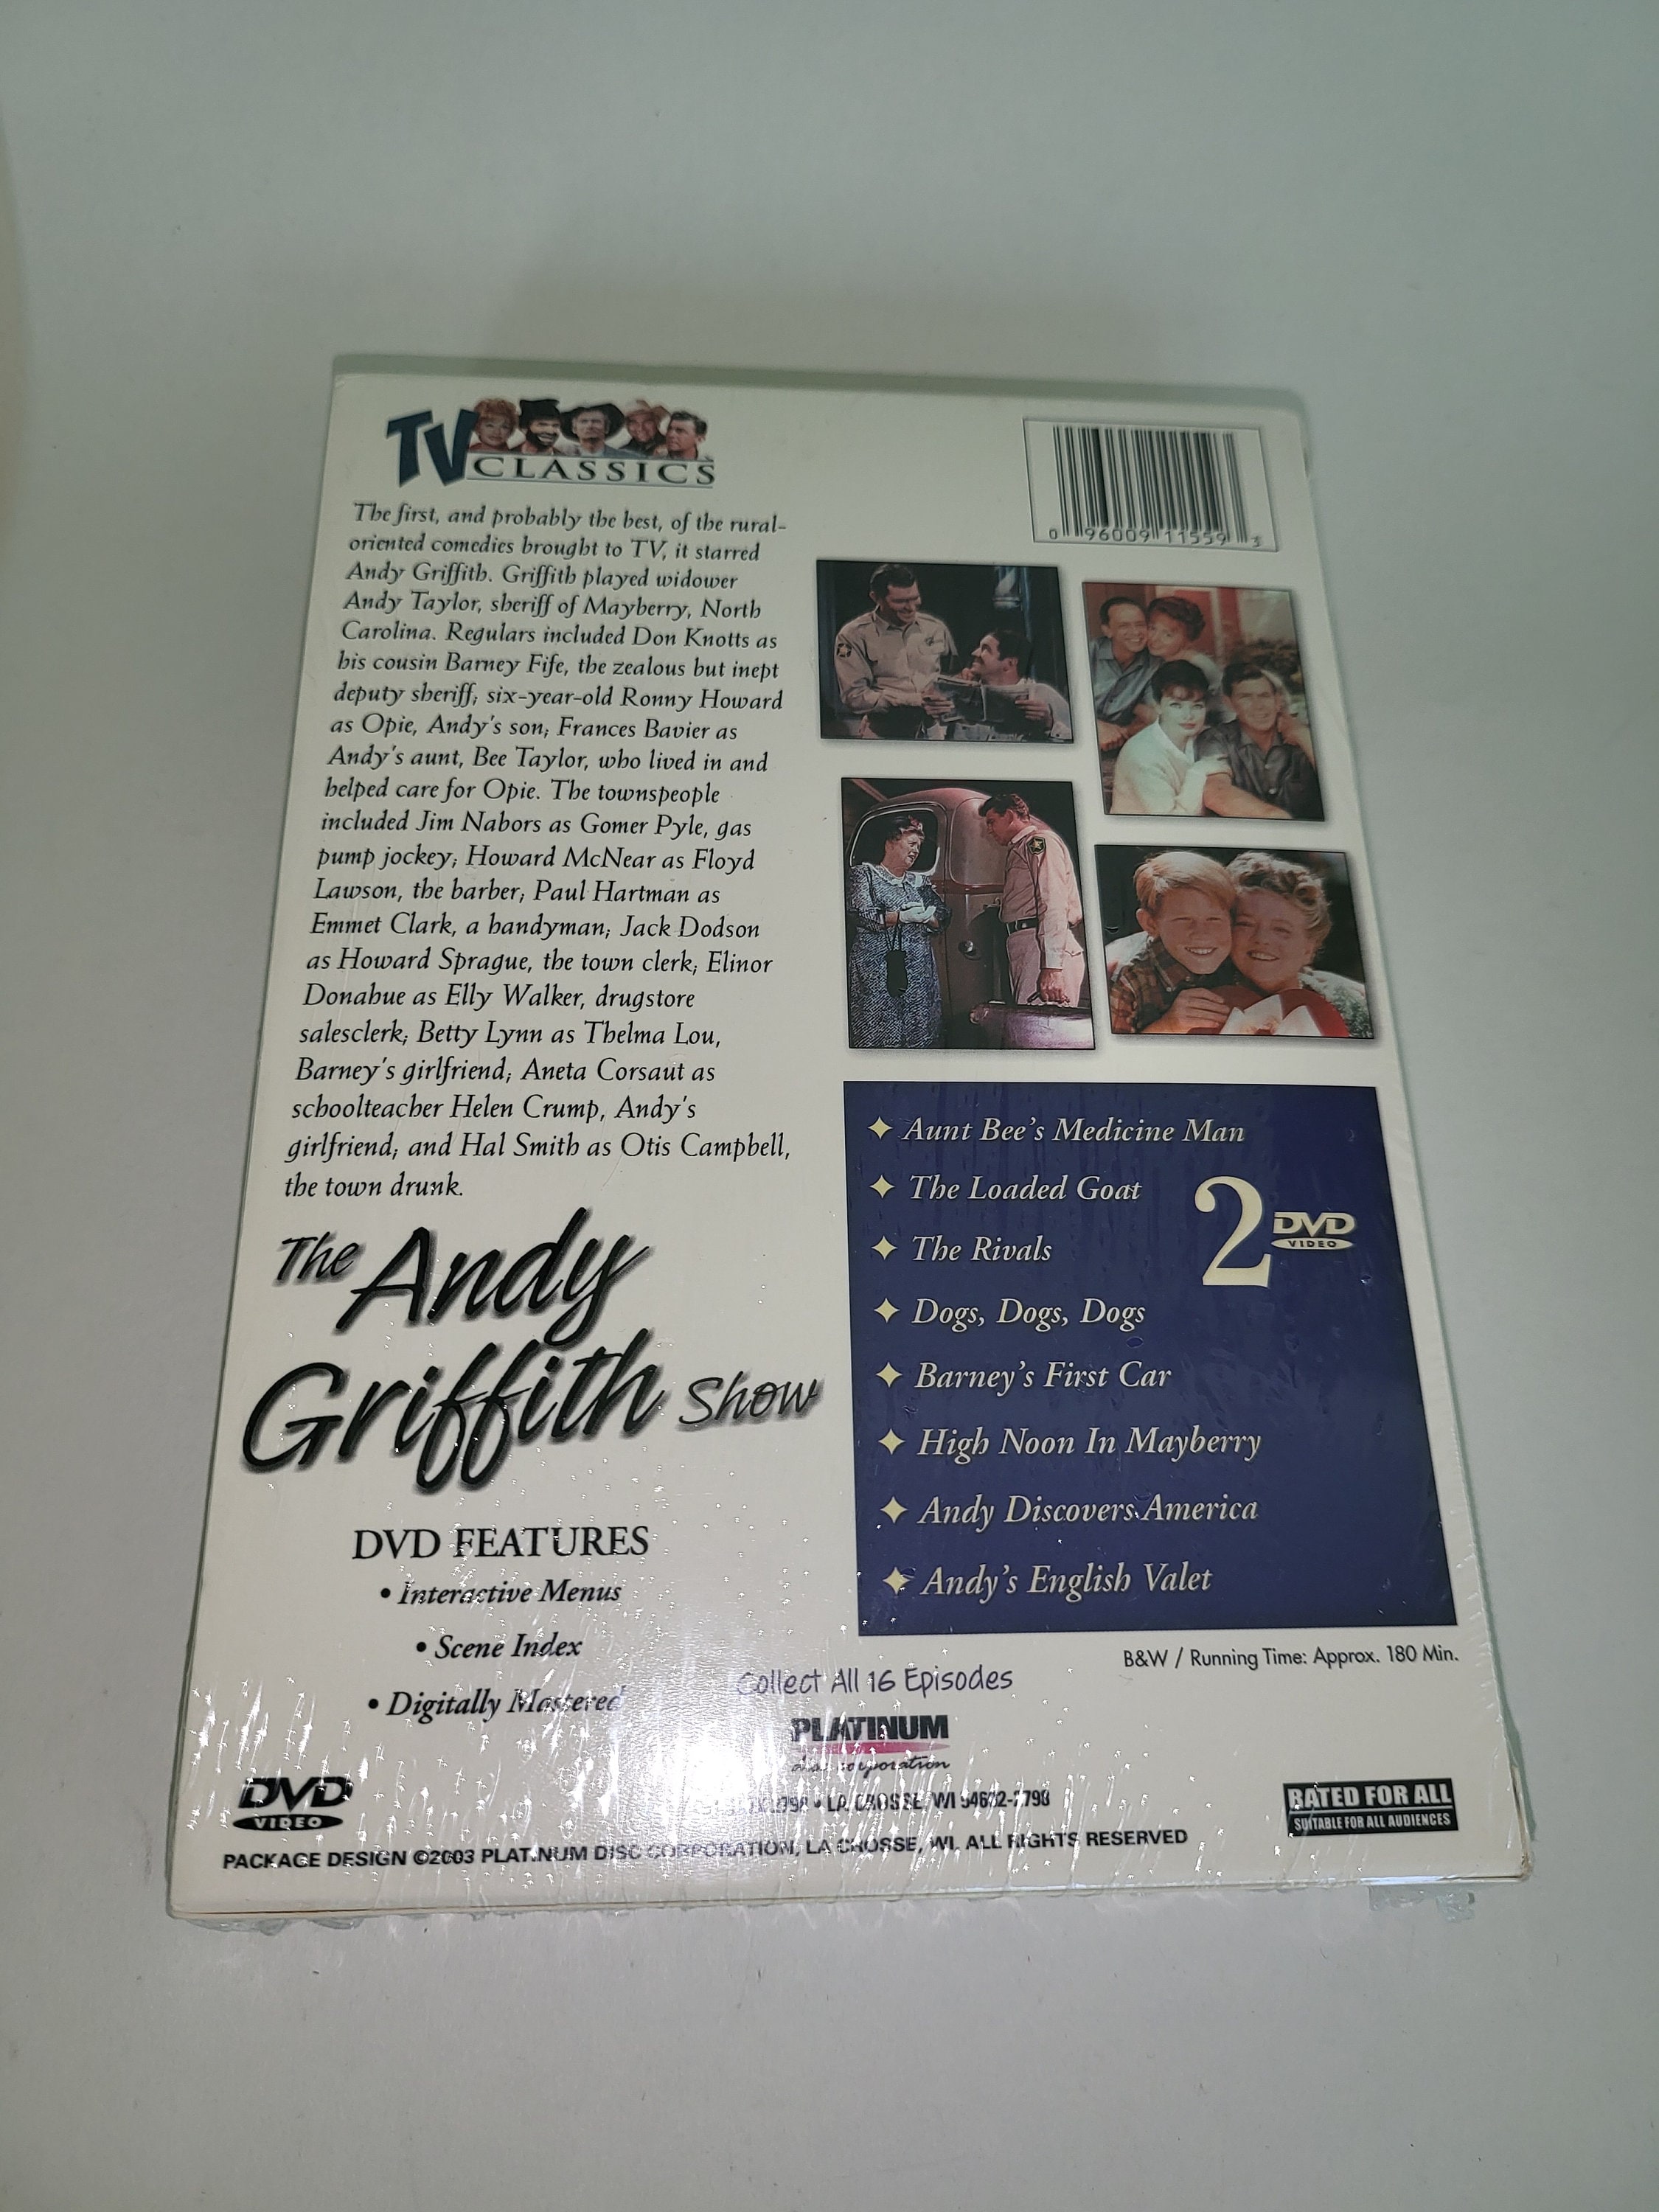 TV CLASSICS
0 96009 11559 3
The first, and probably the best, of the rural-
oriented comedies brought to TV, it starred
Andy Griffith. Griffith played widower
Andy Taylor, sheriff of Mayberry, North
Carolina. Regulars included Don Knotts as
his cousin Barney Fife, the zealous but inept
deputy sheriff; six-year-old Ronny Howard
as Opie, Andy's son; Frances Bavier as
Andy's aunt, Bee Taylor, who lived in and
helped care for Opie. The townspeople
included Jim Nabors as Gomer Pyle, gas
pump jockey; Howard McNear as Floyd
Lawson, the barber; Paul Hartman as
Emmet Clark, a handyman; Jack Dodson
as Howard Sprague, the town clerk; Elinor
Donahue as Elly Walker, drugstore
salesclerk; Betty Lynn as Thelma Lou,
Barney's girlfriend; Aneta Corsaut as
schoolteacher Helen Crump, Andy's
girlfriend; and Hal Smith as Otis Campbell,
the town drunk.
The Andy
Griffith Show
DVD FEATURES
• Interactive Menus
• Scene Index
• Digitally Mastered
Aunt Bee's Medicine Man
The Loaded Goat
The Rivals
Dogs, Dogs, Dogs
Barney's First Car
High Noon In Mayberry
Andy Discovers America
Andy's English Valet
2 DVD VIDEO
B&W / Running Time: Approx. 180 Min.
Collect All 16 Episodes
PLATINUM
disc corporation
• LA CROSSE, WI
DVD VIDEO
RATED FOR ALL
SUITABLE FOR ALL AUDIENCES
PACKAGE DESIGN ©2003 PLATINUM DISC CORPORATION, LA CROSSE, WI. ALL RIGHTS RESERVED